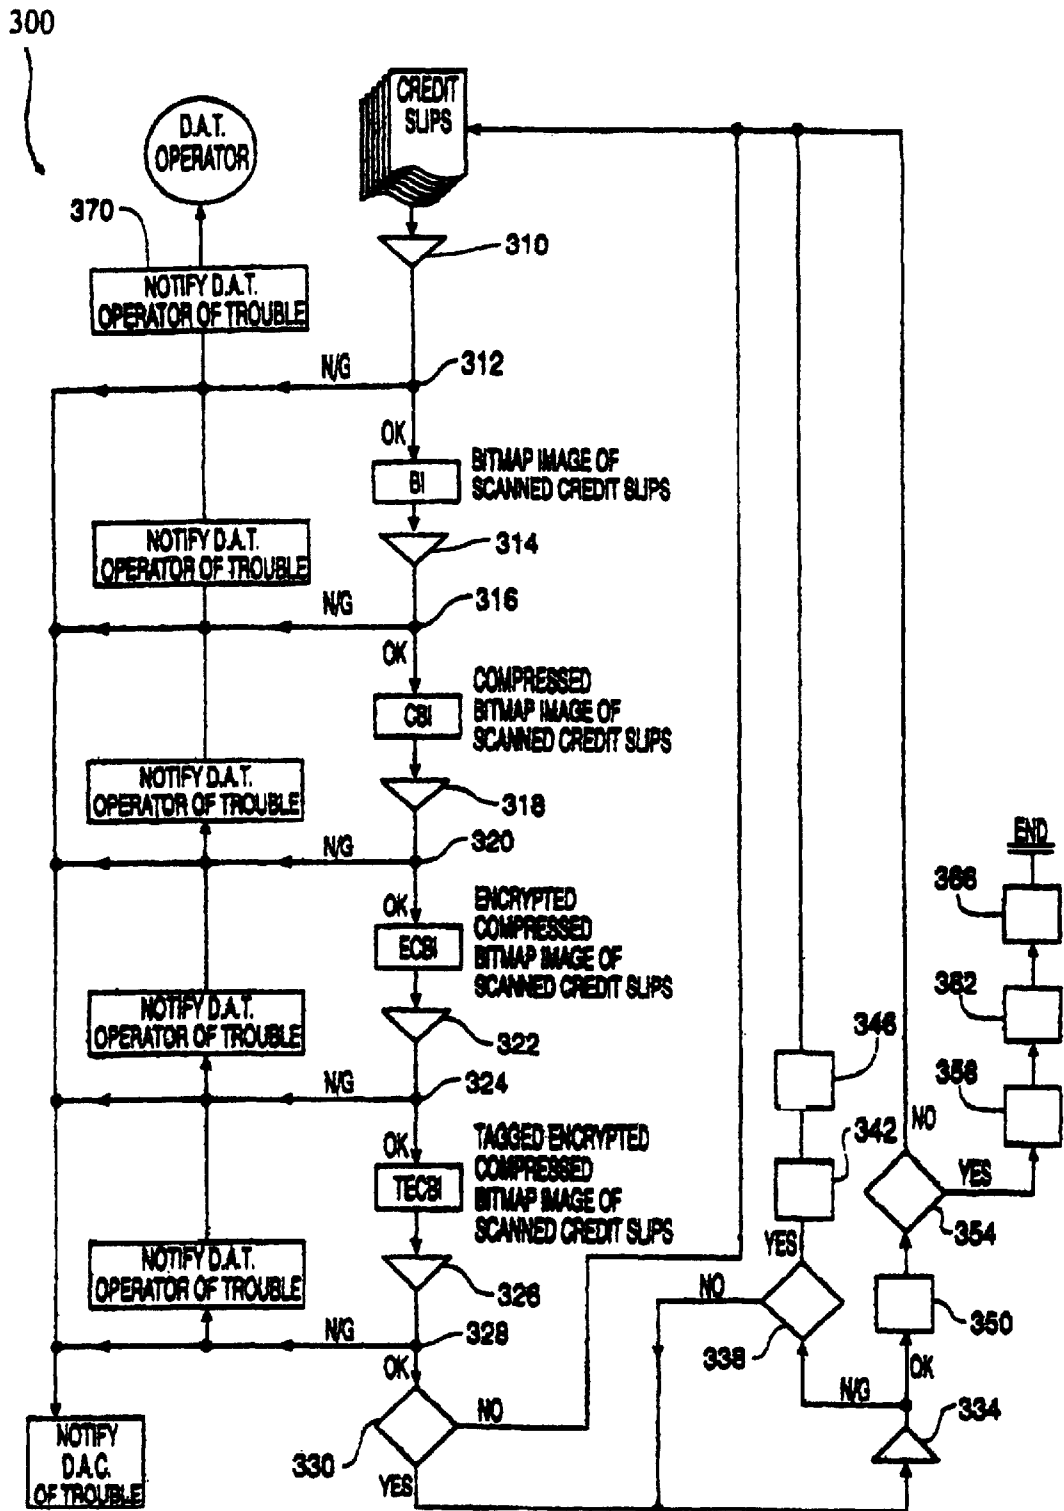 300
CREDIT
SLIPS
D.A.T.
OPERATOR
370
310
NOTIFY D.A.T.
OPERATOR OF TROUBLE
N/G
312
OK
BI
BITMAP IMAGE OF
SCANNED CREDIT SLIPS
NOTIFY D.A.T.
OPERATOR OF TROUBLE
314
N/G
316
OK
CBI
COMPRESSED
BITMAP IMAGE OF
SCANNED CREDIT SLIPS
NOTIFY D.A.T.
OPERATOR OF TROUBLE
318
N/G
320
OK
ECBI
ENCRYPTED
COMPRESSED
BITMAP IMAGE OF
SCANNED CREDIT SLIPS
NOTIFY D.A.T.
OPERATOR OF TROUBLE
322
N/G
324
OK
TECBI
TAGGED ENCRYPTED
COMPRESSED
BITMAP IMAGE OF
SCANNED CREDIT SLIPS
NOTIFY D.A.T.
OPERATOR OF TROUBLE
326
N/G
328
OK
NOTIFY
D.A.C.
OF TROUBLE
330
NO
YES
END
366
362
358
346
342
NO
YES
354
YES
NO
338
350
OK
N/G
334